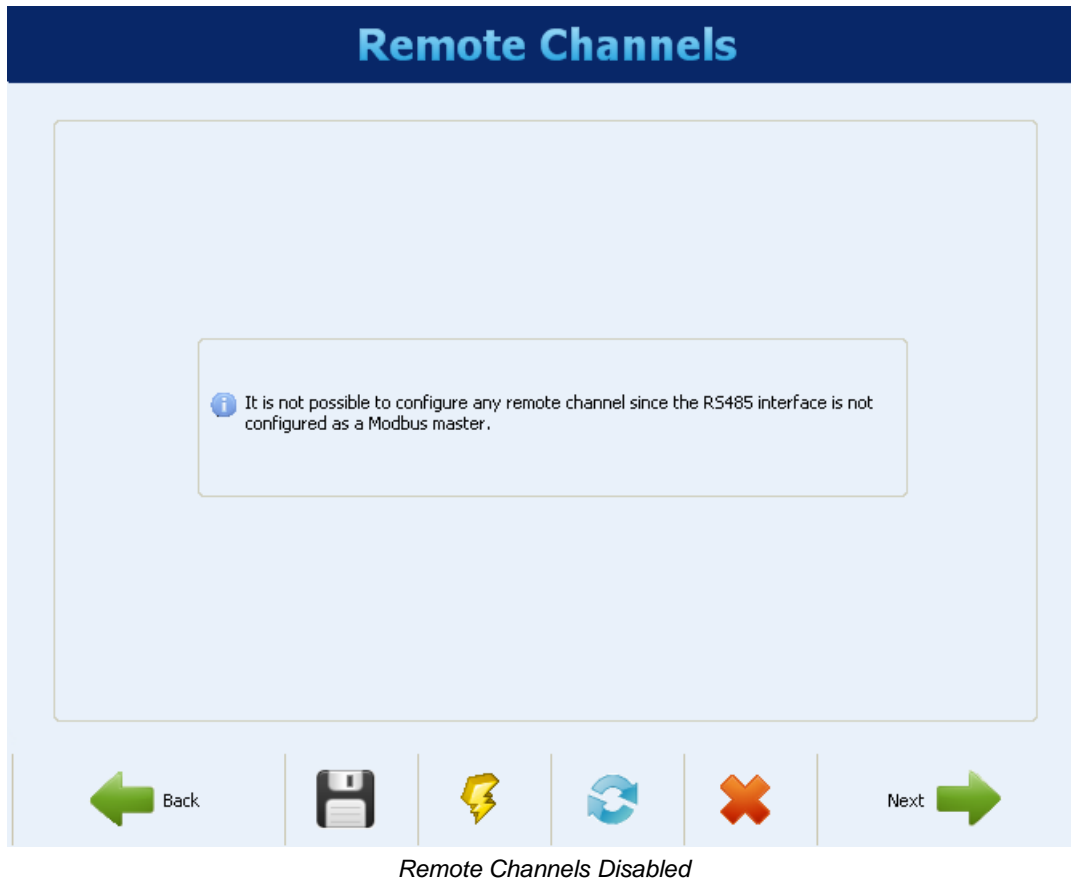 Remote Channels
It is not possible to configure any remote channel since the RS485 interface is not
configured as a Modbus master.
Back
Next
Remote Channels Disabled